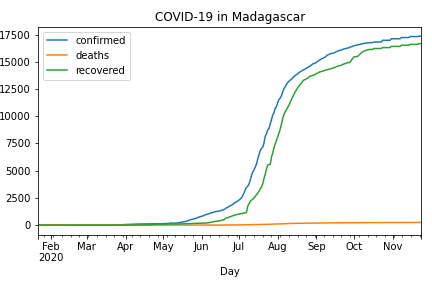 COVID-19 in Madagascar
confirmed
deaths
recovered
17500
15000
12500
10000
7500
5000
2500
0
Feb Mar Apr May Jun Jul Aug Sep Oct Nov
2020
Day